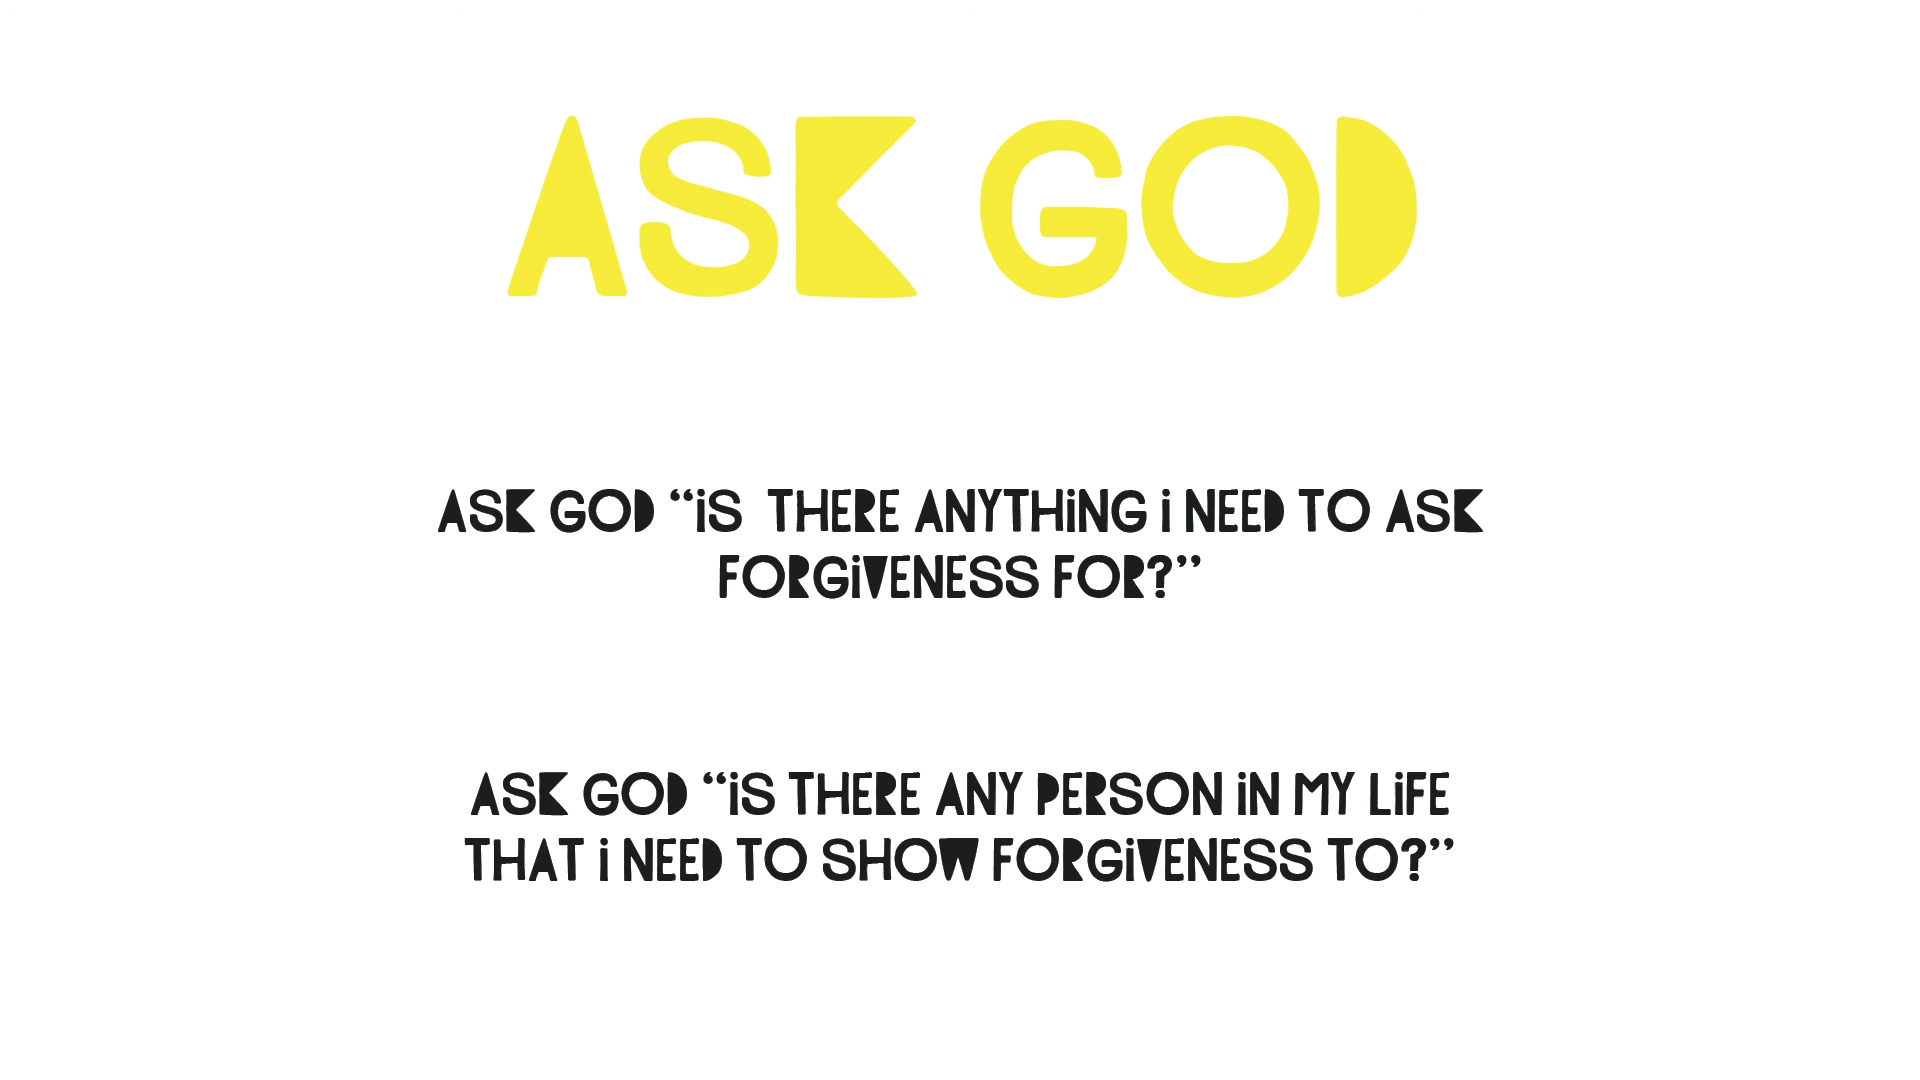 ASK GOD
ASK GOD “iS  THERE ANYTHiNG i NEED TO ASK
FORGiVENESS FOR?”
ASK GOD “iS THERE ANY PERSON iN MY LiFE
THAT i NEED TO SHOW FORGiVENESS TO?”